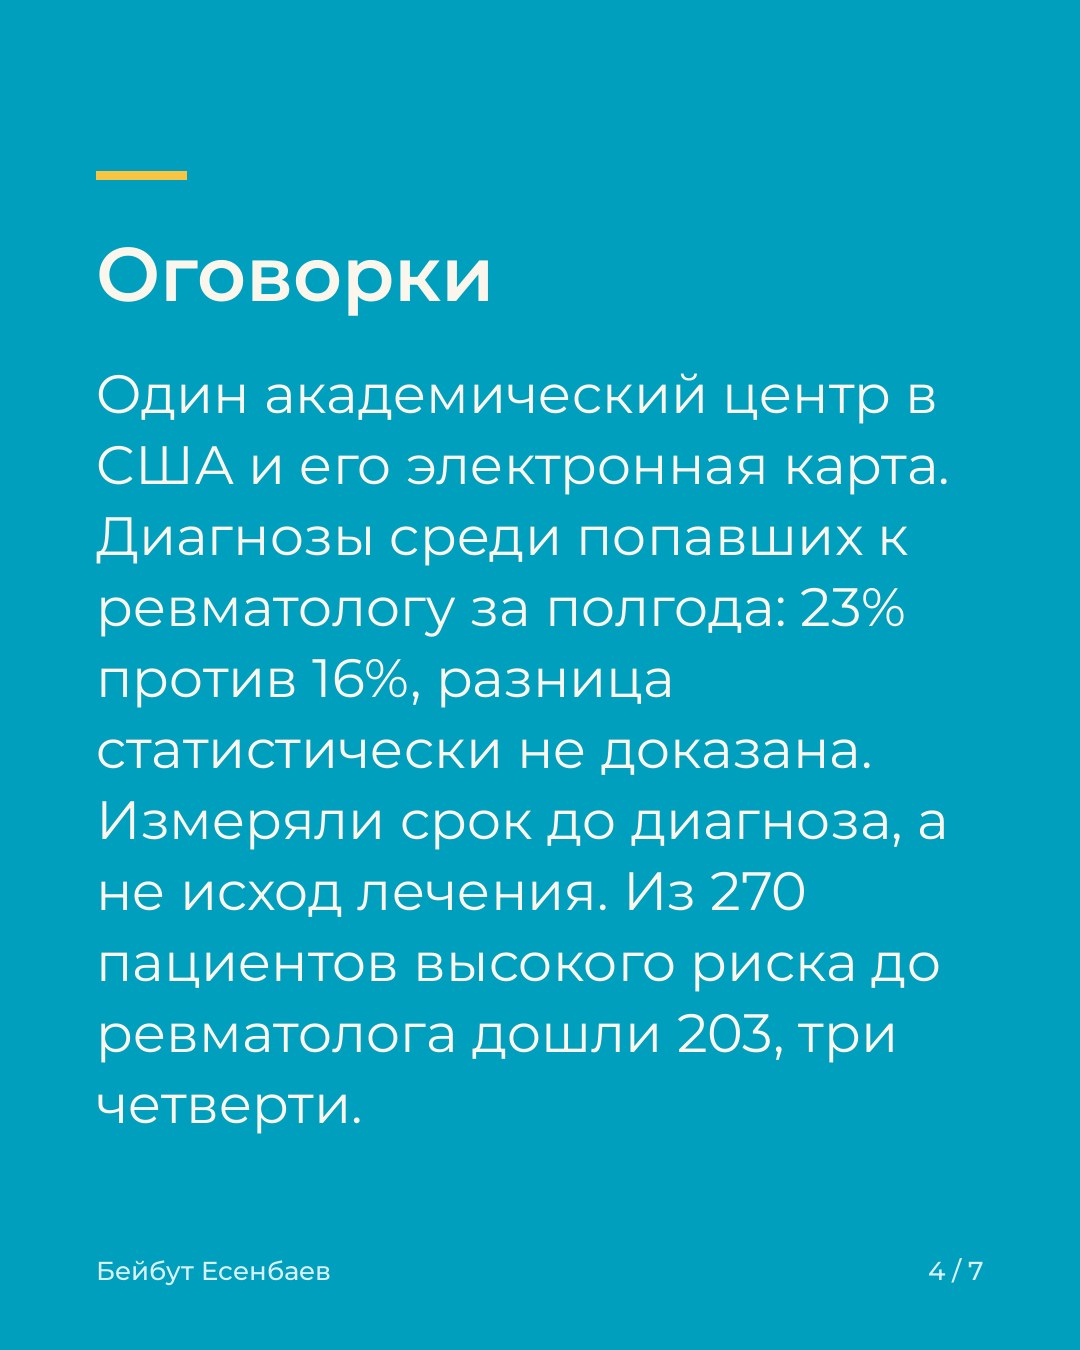 Оговорки
Один академический центр в
США и его электронная карта.
Диагнозы среди попавших к
ревматологу за полгода: 23%
против 16%, разница
статистически не доказана.
Измеряли срок до диагноза, а
не исход лечения. Из 270
пациентов высокого риска до
ревматолога дошли 203, три
четверти.
Бейбут Есенбаев
4 / 7